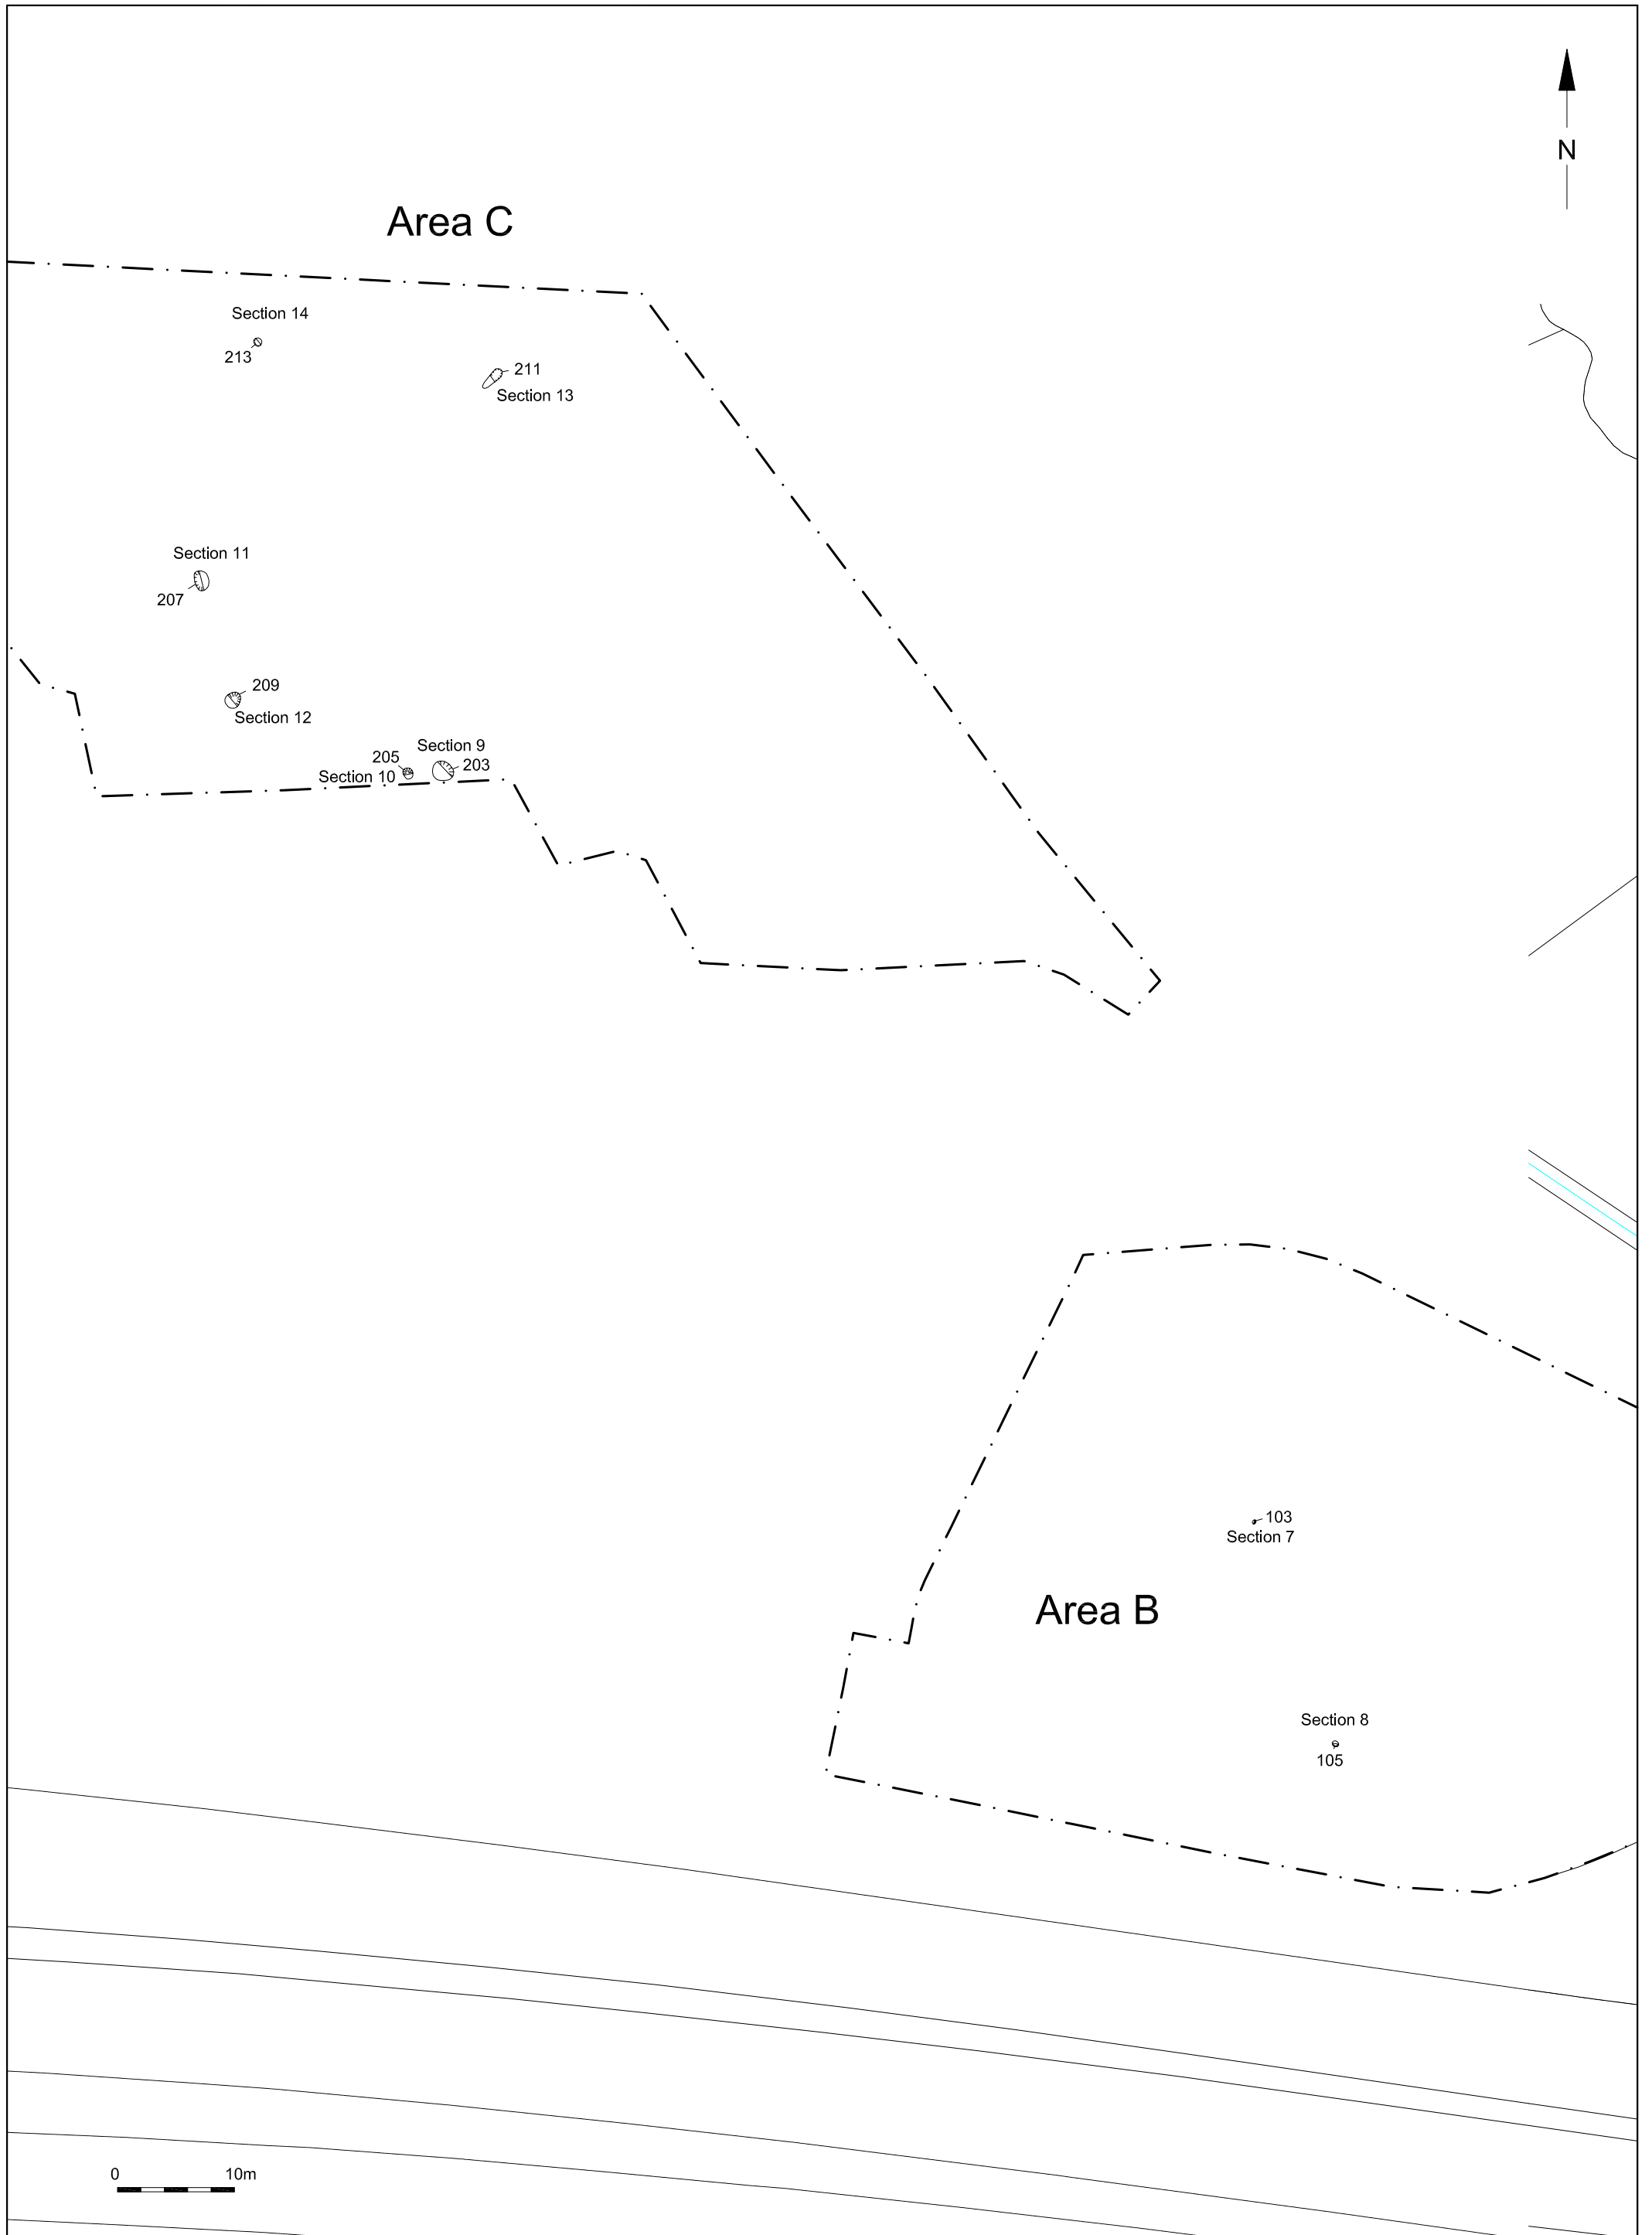 N
Area C
Section 14
213
211
Section 13
Section 11
207
209
Section 12
Section 9
205
203
Section 10
103
Section 7
Area B
Section 8
105
0 10m